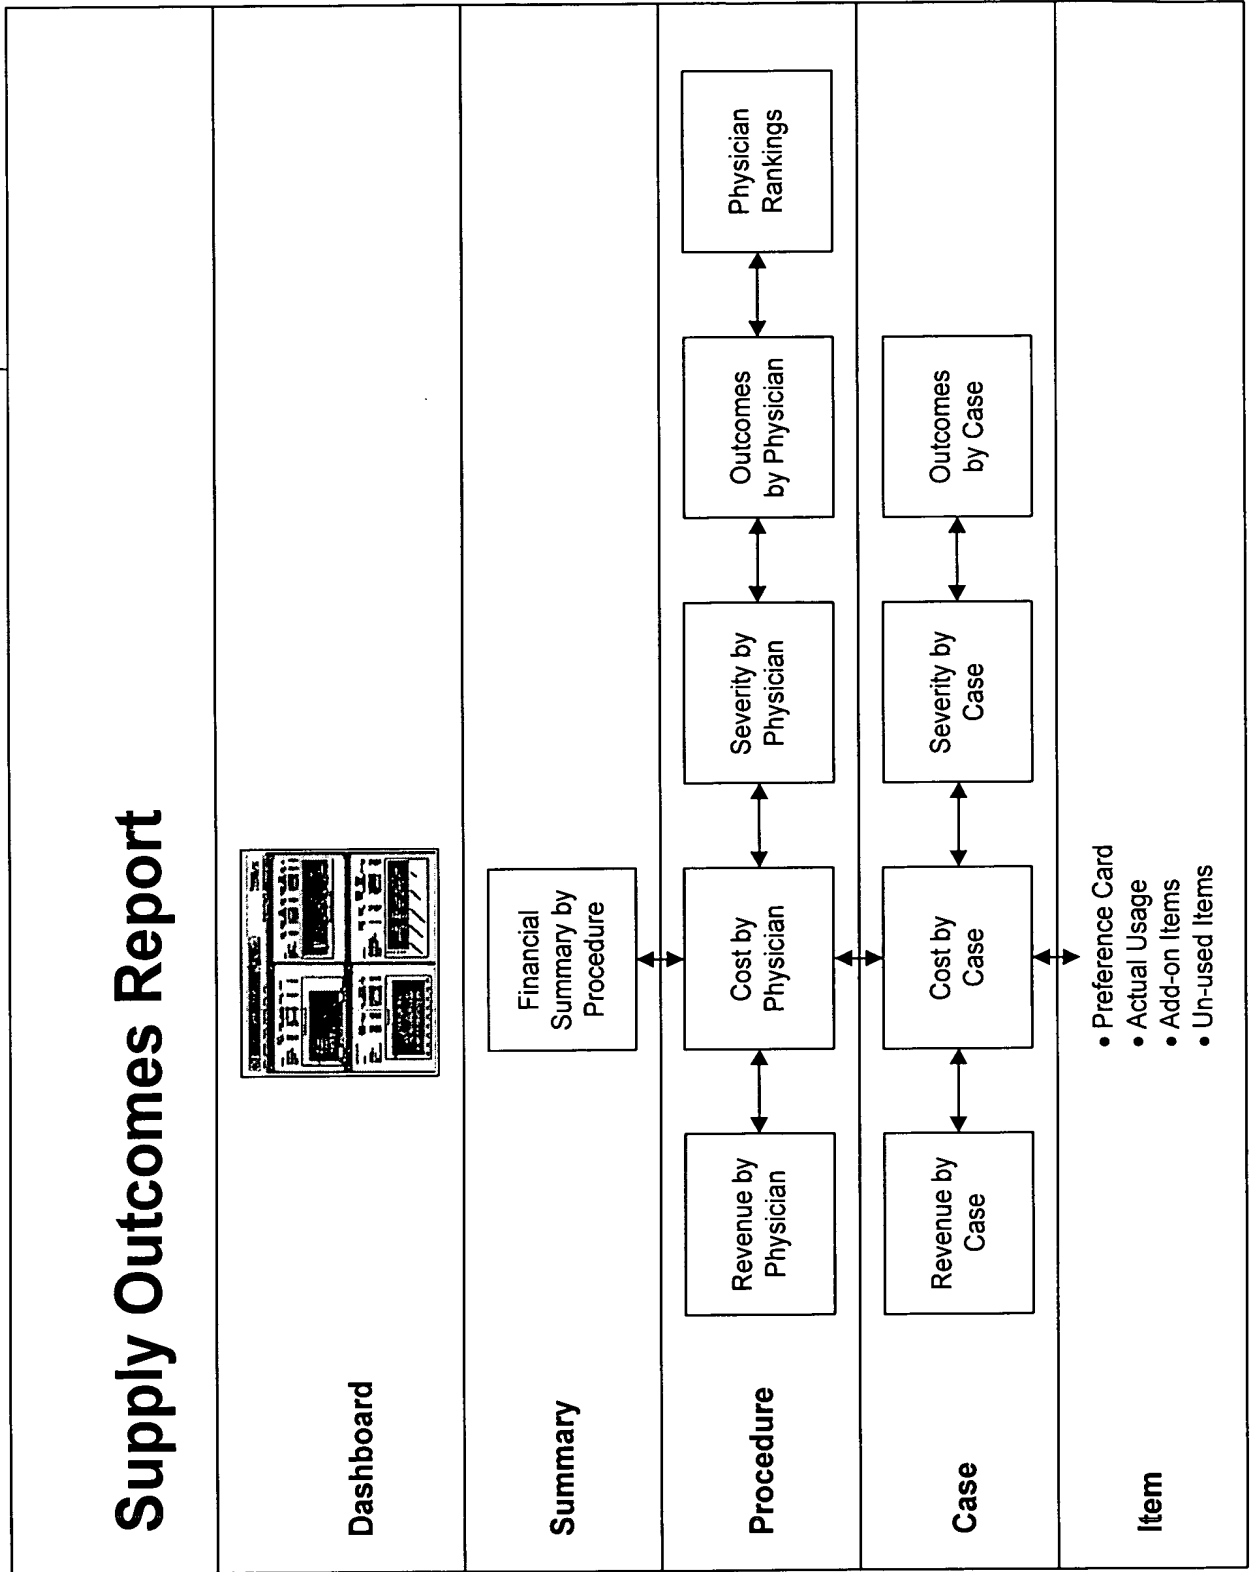 Supply Outcomes Report
Dashboard
Summary
Financial
Summary by
Procedure
Procedure
Revenue by
Physician
Cost by
Physician
Severity by
Physician
Outcomes
by Physician
Physician
Rankings
Case
Revenue by
Case
Cost by
Case
Severity by
Case
Outcomes
by Case
Item
• Preference Card
• Actual Usage
• Add-on Items
• Un-used Items